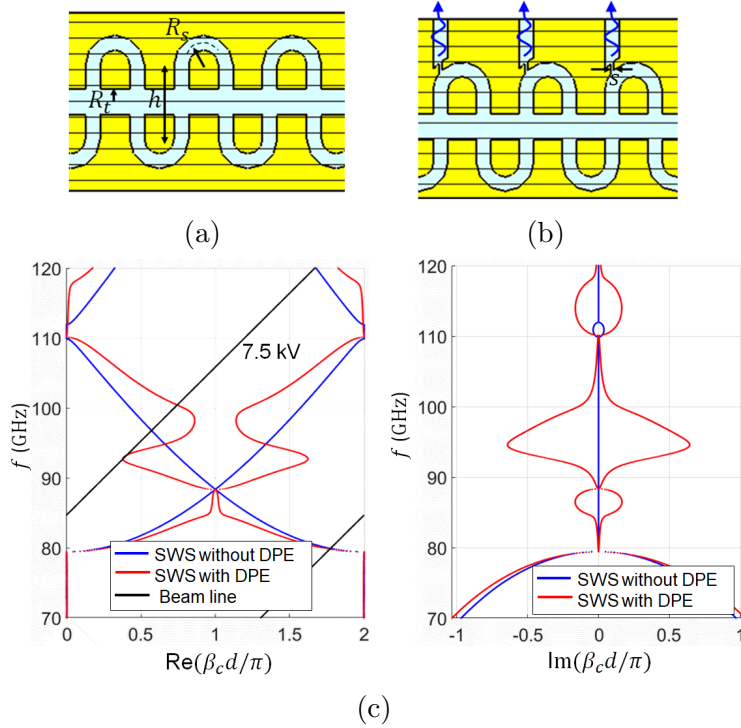 R_s
R_t
h
(a)
s
(b)
120
110
100
90
80
70
f (GHz)
7.5 kV
SWS without DPE
SWS with DPE
Beam line
0
0.5
1
1.5
2
Re(β_c d/π)
120
110
100
90
80
70
f (GHz)
SWS without DPE
SWS with DPE
-1
-0.5
0
0.5
1
Im(β_c d/π)
(c)